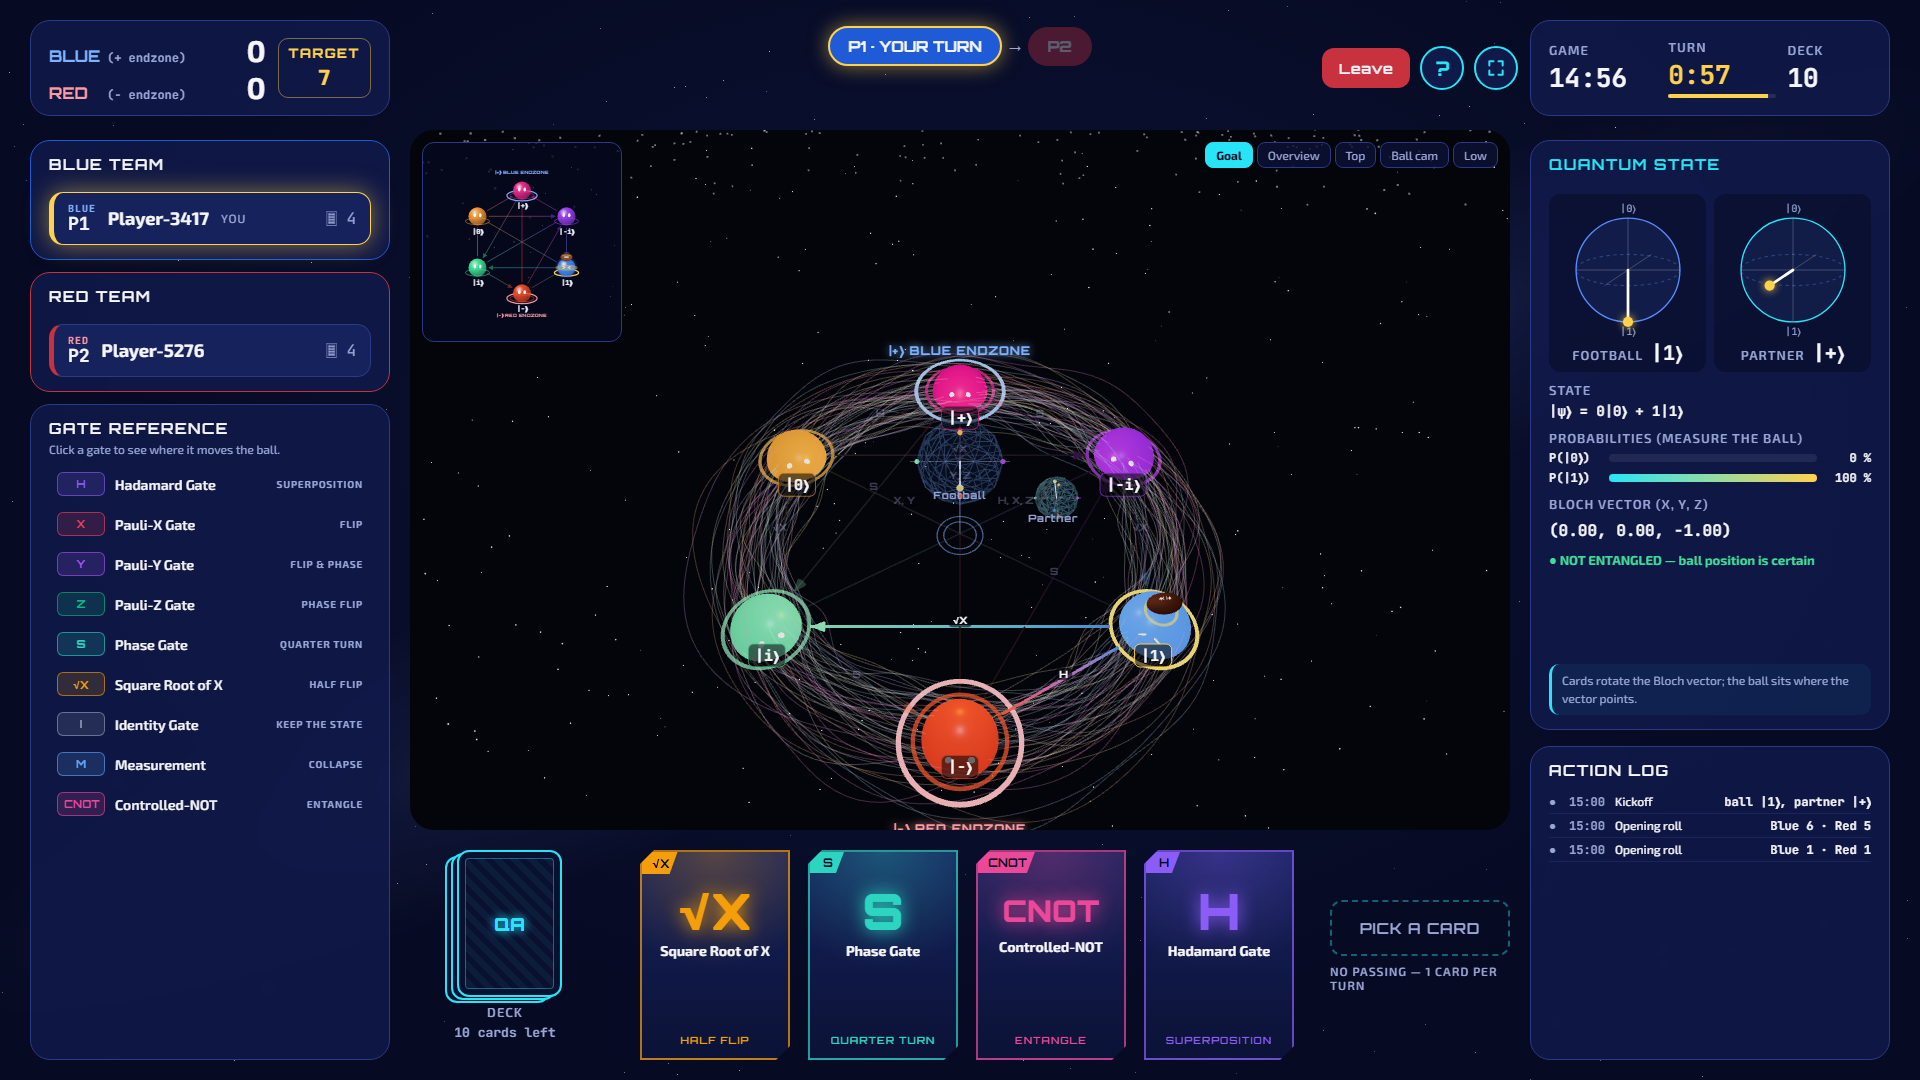 BLUE (+ endzone) 0
RED (- endzone) 0
TARGET
7
P1 · YOUR TURN → P2
Leave
?
GAME
14:56
TURN
0:57
DECK
10
BLUE TEAM
BLUE
P1
Player-3417 YOU
4
RED TEAM
RED
P2
Player-5276
4
GATE REFERENCE
Click a gate to see where it moves the ball.
H Hadamard Gate SUPERPOSITION
X Pauli-X Gate FLIP
Y Pauli-Y Gate FLIP & PHASE
Z Pauli-Z Gate PHASE FLIP
S Phase Gate QUARTER TURN
√X Square Root of X HALF FLIP
I Identity Gate KEEP THE STATE
M Measurement COLLAPSE
CNOT Controlled-NOT ENTANGLE
|+⟩ BLUE ENDZONE
|+⟩
|0⟩
|-i⟩
|i⟩
|1⟩
|-⟩
|-⟩ RED ENDZONE
Goal
Overview
Top
Ball cam
Low
|+⟩ BLUE ENDZONE
|+⟩
|0⟩
|-i⟩
Football
Partner
X, Y
H, X, Z
S
S
√X
|i⟩
|1⟩
H
|-⟩
|-⟩ RED ENDZONE
QUANTUM STATE
|0⟩
|1⟩
FOOTBALL |1⟩
|0⟩
|1⟩
PARTNER |+⟩
STATE
|ψ⟩ = 0|0⟩ + 1|1⟩
PROBABILITIES (MEASURE THE BALL)
P(|0⟩) 0 %
P(|1⟩) 100 %
BLOCH VECTOR (X, Y, Z)
(0.00, 0.00, -1.00)
● NOT ENTANGLED — ball position is certain
Cards rotate the Bloch vector; the ball sits where the
vector points.
ACTION LOG
● 15:00 Kickoff ball |1⟩, partner |+⟩
● 15:00 Opening roll Blue 6 · Red 5
● 15:00 Opening roll Blue 1 · Red 1
QA
DECK
10 cards left
√X
√X
Square Root of X
HALF FLIP
S
S
Phase Gate
QUARTER TURN
CNOT
CNOT
Controlled-NOT
ENTANGLE
H
H
Hadamard Gate
SUPERPOSITION
PICK A CARD
NO PASSING — 1 CARD PER
TURN